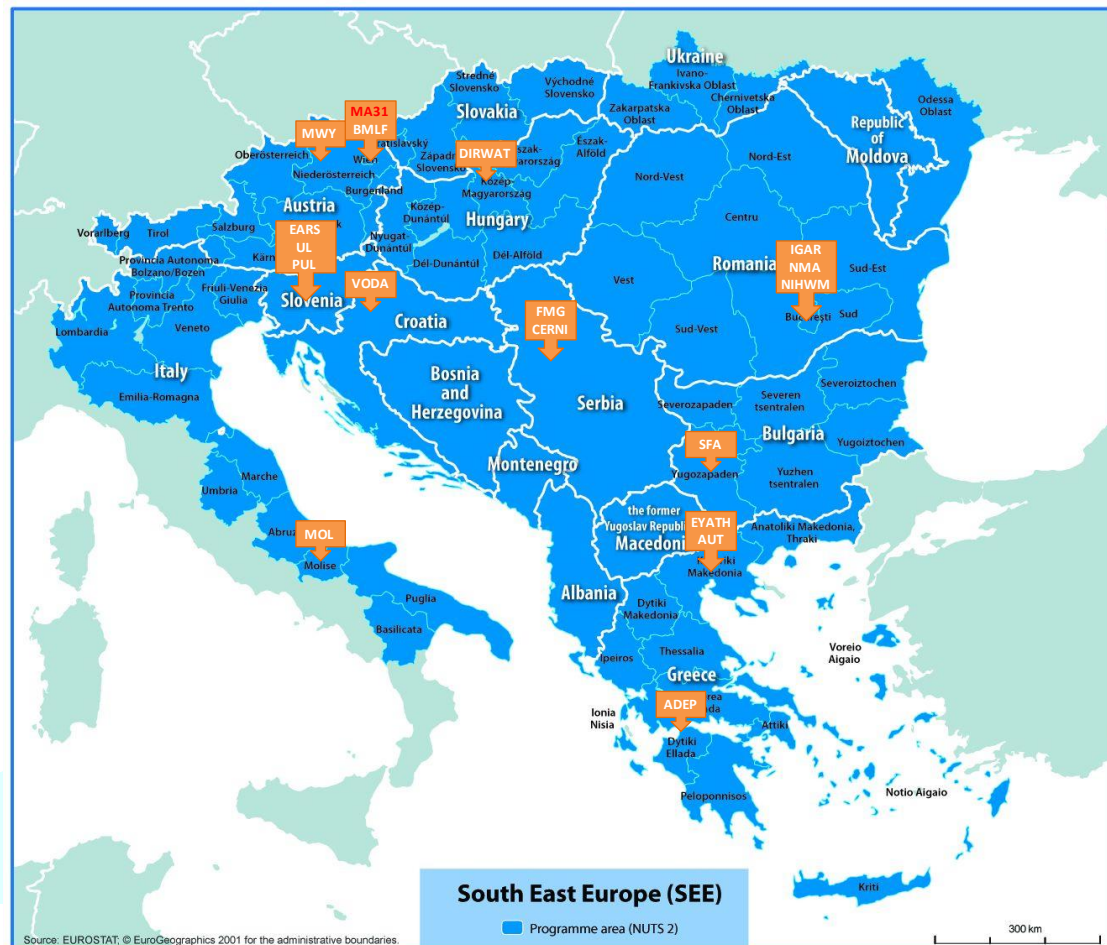 Ukraine
Ivano-
Frankivska Oblast
Chernivetska
Oblast
Zakarpatska
Oblast
Odessa
Oblast
Republic
of
Moldova
Stredné
Slovensko
Východné
Slovensko
Slovakia
MA31
BMLF
MWY
DIRWAT
Oberösterreich
Wien
Niederösterreich
Burgenland
Slovensko
Észak-
Alföld
Közép-
Magyarország
Közép-
Dunántúl
Hungary
Nyugat-
Dunántúl
Dél-Dunántúl
Dél-Alföld
Austria
Vorarlberg
Tirol
Salzburg
EARS
UL
PUL
Slovenia
VODA
Croatia
Provincia Autonoma
Bolzano/Bozen
Provincia
Autonoma Trento
Friuli-Venezia
Giulia
Lombardia
Veneto
Italy
Emilia-Romagna
Nord-Est
Nord-Vest
Centru
Romania
IGAR
NMA
NIHWM
Sud-Est
Vest
Sud
Sud-Vest
FMG
CERNI
Bosnia
and
Herzegovina
Serbia
Severozapaden
Severen
tsentralen
Severoiztochen
Bulgaria
Yugoiztochen
SFA
Yugozapaden
Yuzhen
tsentralen
Montenegro
Marche
Umbria
MOL
Molise
Puglia
Basilicata
the former
Macedonia
EYATH
AUT
Makedonia
Anatoliki Makedonia,
Thraki
Albania
Dytiki
Makedonia
Ipeiros
Thessalia
Voreio
Aigaio
Greece
ADEP
Ionia
Nisia
Attiki
Dytiki
Ellada
Peloponnisos
Notio Aigaio
Kriti
South East Europe (SEE)
Programme area (NUTS 2)
300 km
Source: EUROSTAT; © EuroGeographics 2001 for the administrative boundaries.